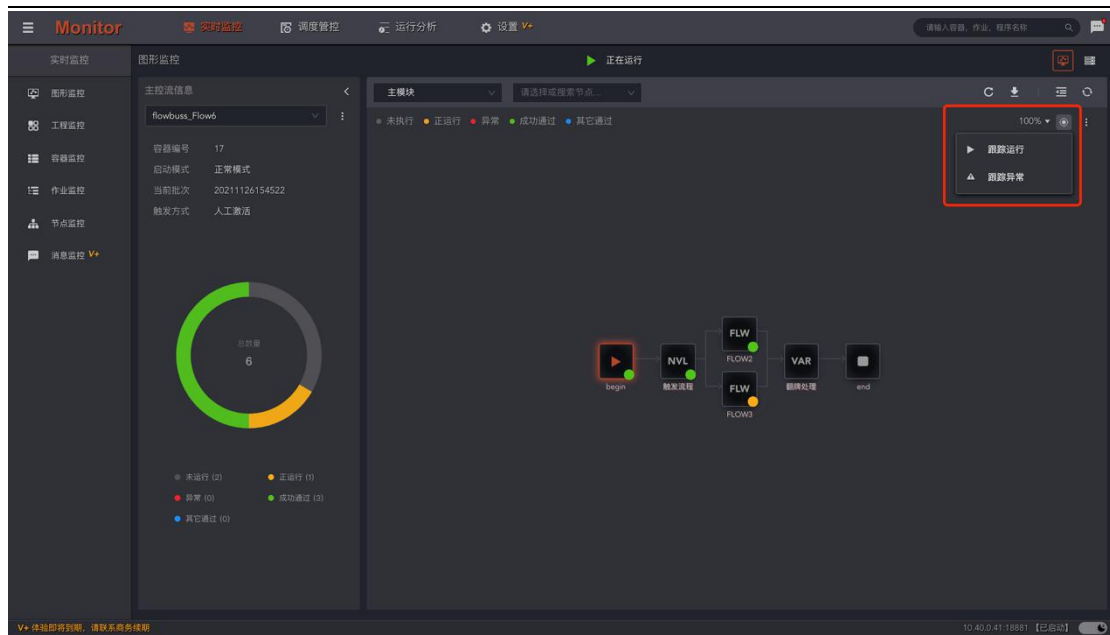 Monitor
实时监控
调度管控
运行分析
设置 V+
请输入容器, 作业, 程序名称
实时监控
图形监控
正在运行
图形监控
工程监控
容器监控
作业监控
节点监控
消息监控 V+
主控流信息
flowbuss_Flow6
容器编号 17
启动模式 正常模式
当前批次 20211126154522
触发方式 人工激活
总数量
6
未运行 (2) 正运行 (1)
异常 (0) 成功通过 (3)
其它通过 (0)
主模块
请选择或搜索节点...
未执行 正运行 异常 成功通过 其它通过
100%
跟踪运行
跟踪异常
FLW
FLOW2
NVL
VAR
begin
触发流程
FLW
翻牌处理
end
FLOW3
V+ 体验即将到期, 请联系商务续期
10.40.0.41:18881 【已启动】